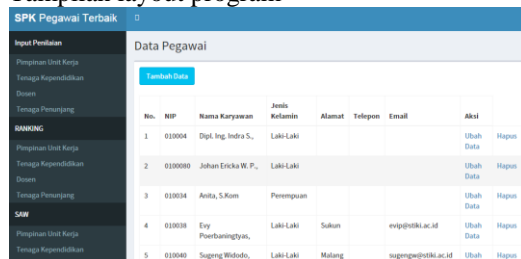 Tampilan layout program
SPK Pegawai Terbaik
Input Penilaian
Pimpinan Unit Kerja
Tenaga Kependidikan
Dosen
Tenaga Penunjang
RANKING
Pimpinan Unit Kerja
Tenaga Kependidikan
Dosen
Tenaga Penunjang
SAW
Pimpinan Unit Kerja
Tenaga Kependidikan
Data Pegawai
Tambah Data
No. NIP Nama Karyawan Jenis Kelamin Alamat Telepon Email Aksi
1 010004 Dipl. Ing. Indra S., Laki-Laki Ubah Data Hapus
2 0100080 Johan Ericka W. P., Laki-Laki Ubah Data Hapus
3 010034 Anita, S.Kom Perempuan Ubah Data Hapus
4 010038 Evy Poerbaningtyas, Laki-Laki Sukun evip@stiki.ac.id Ubah Data Hapus
5 010040 Sugeng Widodo, Laki-Laki Malang sugengw@stiki.ac.id Ubah Hapus